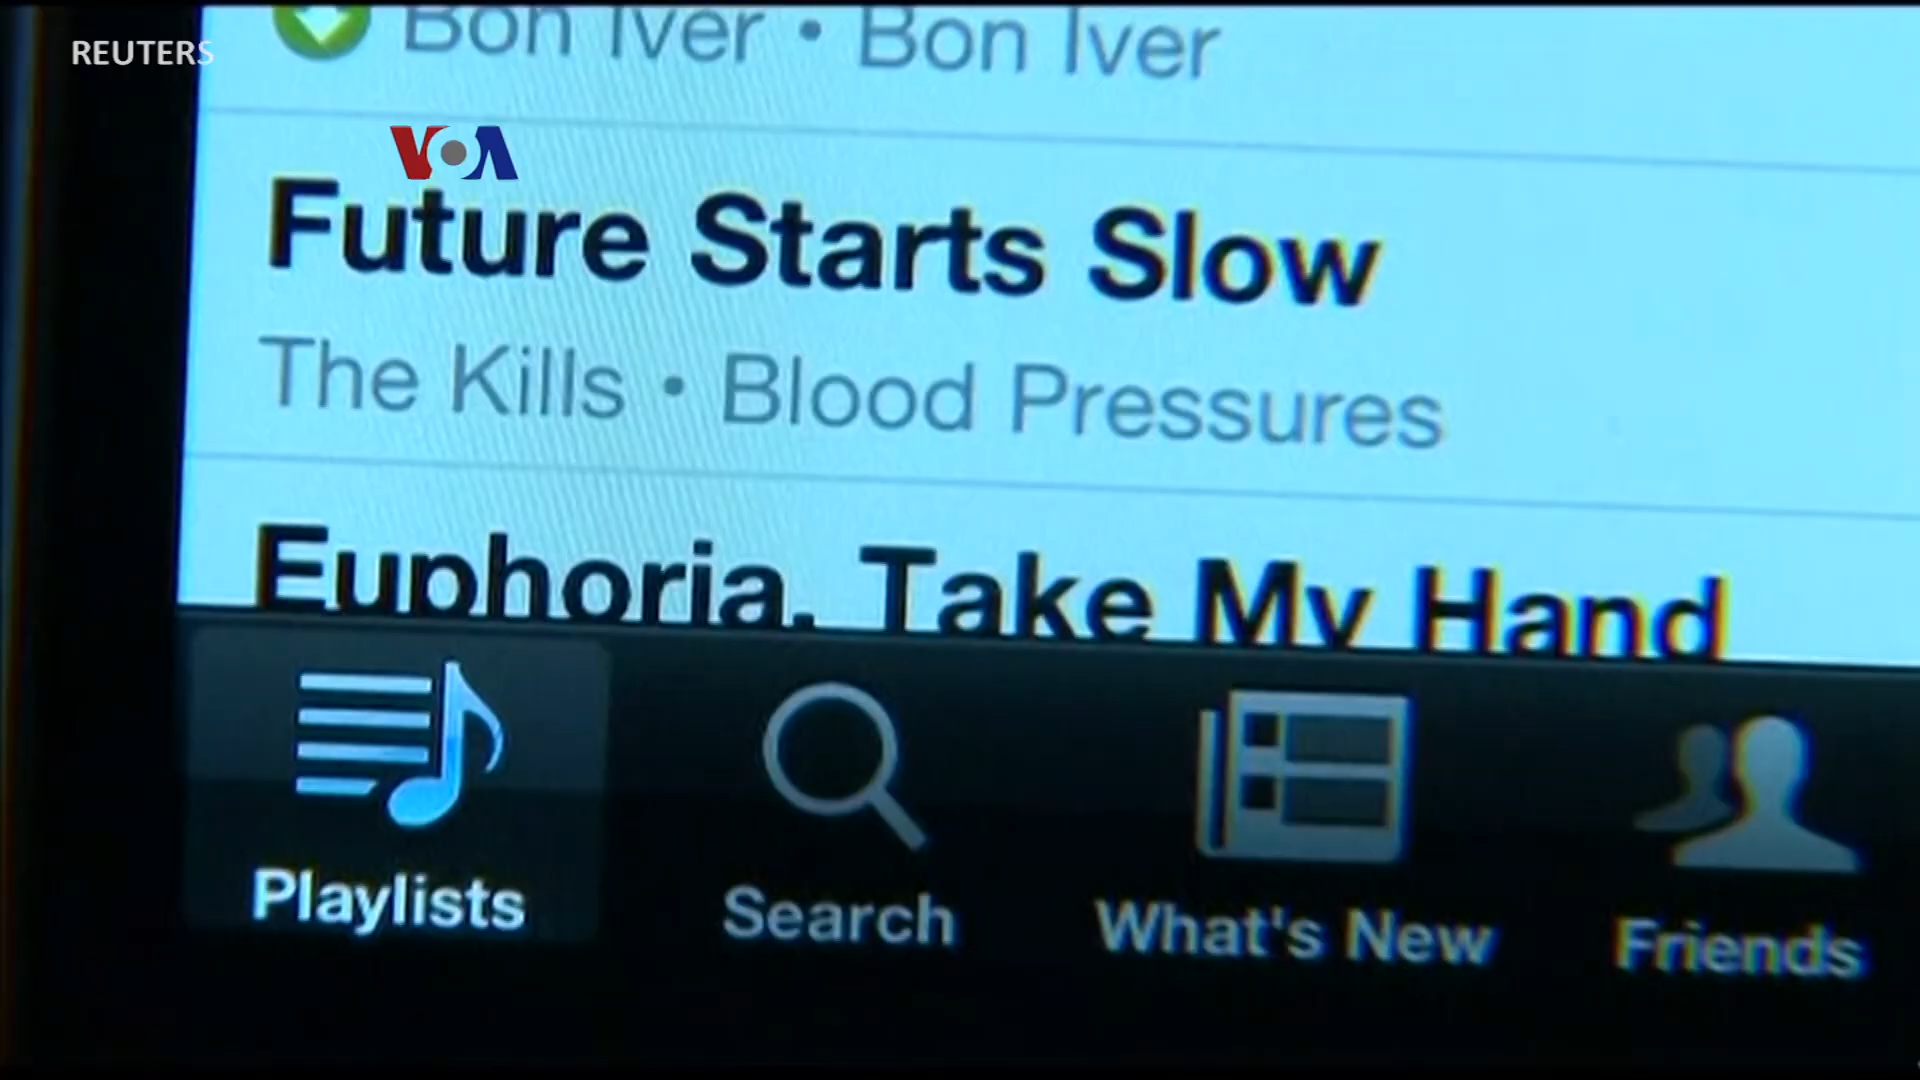 Bon Iver • Bon Iver
REUTERS
VOA
Future Starts Slow
The Kills • Blood Pressures
Euphoria, Take My Hand
Playlists
Search
What's New
Friends